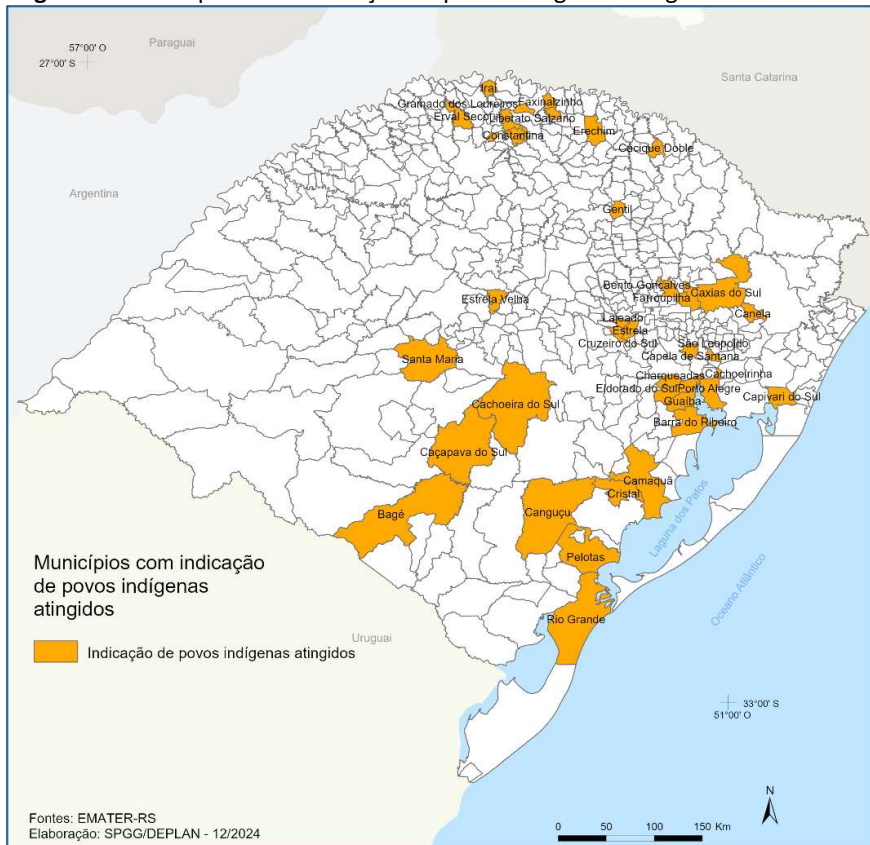 Paraguai
57°00' O
27°00' S
Santa Catarina
Argentina
Iraí
Gramado dos Loureiros
Faxinalzinho
Erval Seco
Liberato Salzano
Constantina
Erechim
Cacique Doble
Gentil
Bento Gonçalves
Farroupilha
Caxias do Sul
Canela
Estrela Velha
Lajeado
Estrela
Cruzeiro do Sul
São Leopoldo
Capela de Santana
Santa Maria
Charqueadas
Cachoeirinha
Eldorado do Sul
Porto Alegre
Guaíba
Capivari do Sul
Cachoeira do Sul
Barra do Ribeiro
Caçapava do Sul
Camaquã
Cristal
Bagé
Canguçu
Laguna dos Patos
Pelotas
Oceano Atlântico
Rio Grande
Municípios com indicação
de povos indígenas
atingidos
Indicação de povos indígenas atingidos
Uruguai
33°00' S
51°00' O
N
Fontes: EMATER-RS
Elaboração: SPGG/DEPLAN - 12/2024
0 50 100 150 Km